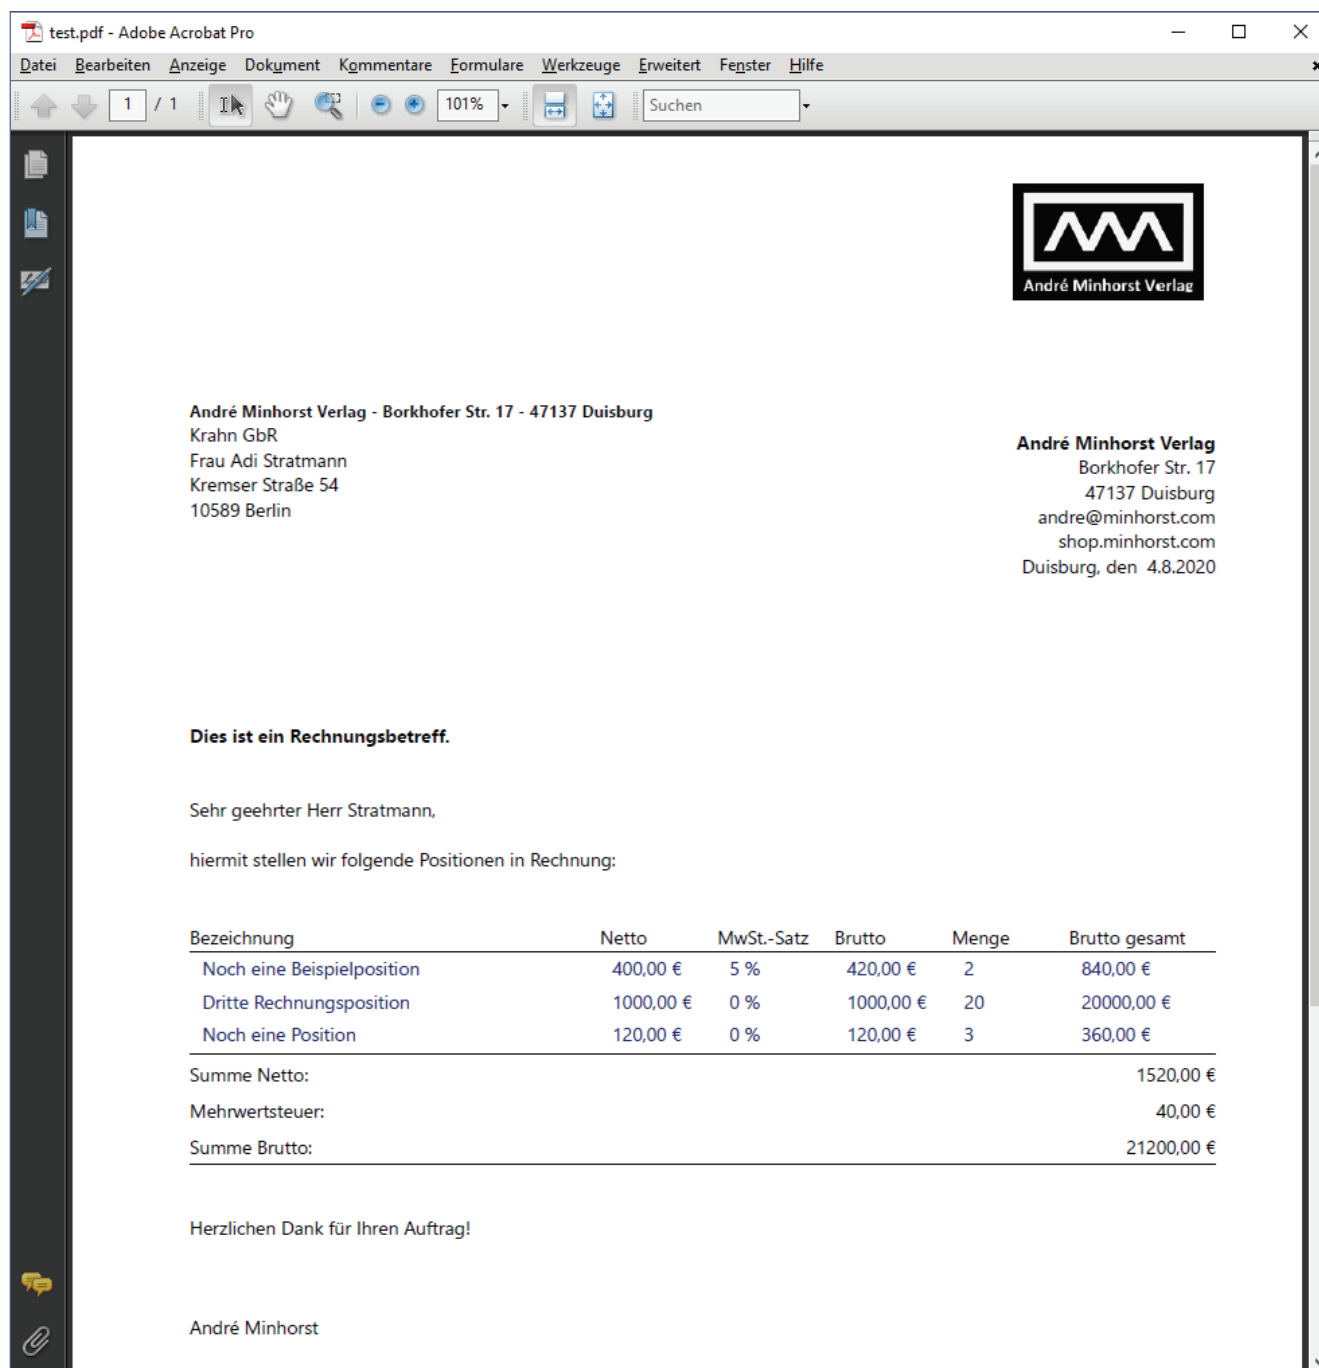 test.pdf - Adobe Acrobat Pro
Datei Bearbeiten Anzeige Dokument Kommentare Formulare Werkzeuge Erweitert Fenster Hilfe
1 / 1 101% Suchen
André Minhorst Verlag
André Minhorst Verlag - Borkhofer Str. 17 - 47137 Duisburg
Krahn GbR
Frau Adi Stratmann
Kremser Straße 54
10589 Berlin
André Minhorst Verlag
Borkhofer Str. 17
47137 Duisburg
andre@minhorst.com
shop.minhorst.com
Duisburg, den 4.8.2020
Dies ist ein Rechnungsbetreff.
Sehr geehrter Herr Stratmann,
hiermit stellen wir folgende Positionen in Rechnung:
Bezeichnung Netto MwSt.-Satz Brutto Menge Brutto gesamt
Noch eine Beispielposition 400,00 € 5 % 420,00 € 2 840,00 €
Dritte Rechnungsposition 1000,00 € 0 % 1000,00 € 20 20000,00 €
Noch eine Position 120,00 € 0 % 120,00 € 3 360,00 €
Summe Netto: 1520,00 €
Mehrwertsteuer: 40,00 €
Summe Brutto: 21200,00 €
Herzlichen Dank für Ihren Auftrag!
André Minhorst